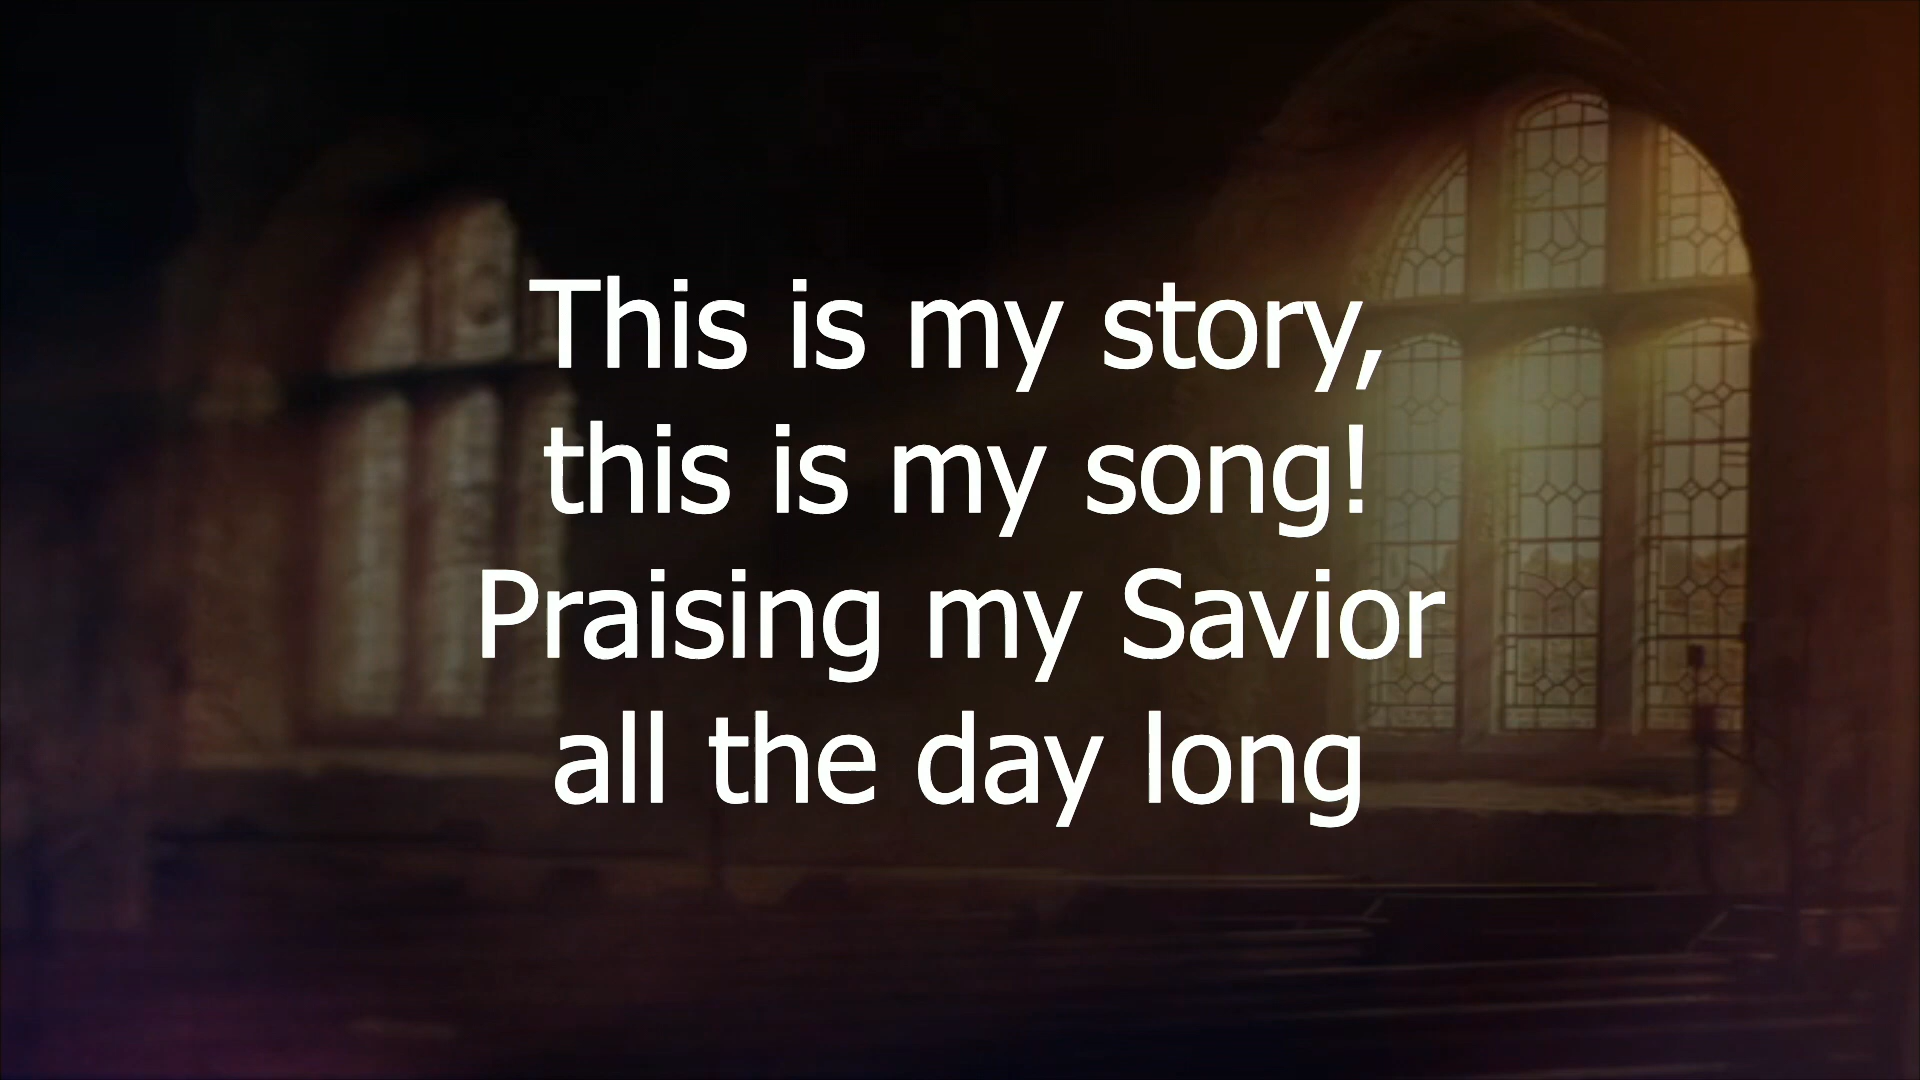 This is my story,
this is my song!
Praising my Savior
all the day long